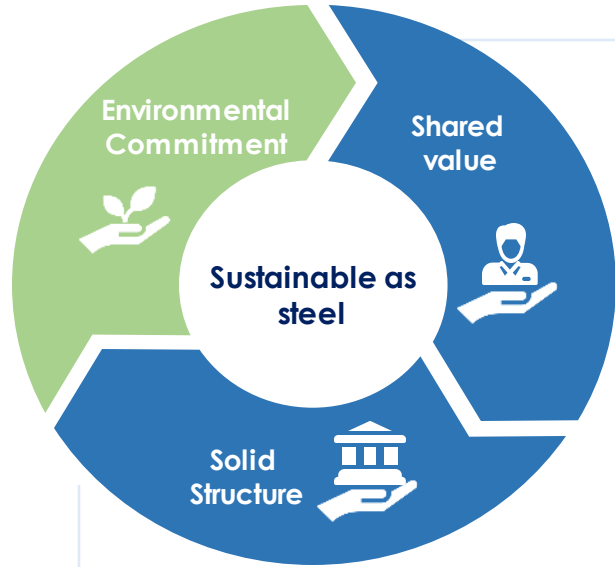 Environmental
Commitment
Shared
value
Sustainable as
steel
Solid
Structure